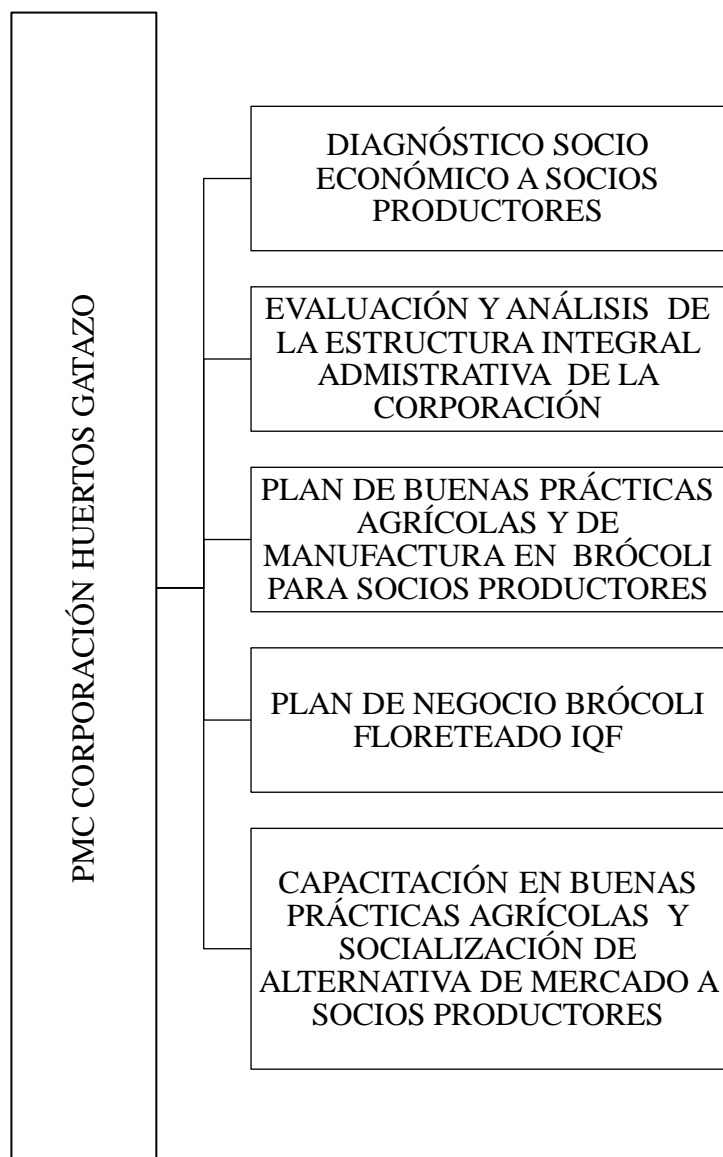 PMC CORPORACIÓN HUERTOS GATAZO
DIAGNÓSTICO SOCIO
ECONÓMICO A SOCIOS
PRODUCTORES
EVALUACIÓN Y ANÁLISIS DE
LA ESTRUCTURA INTEGRAL
ADMISTRATIVA DE LA
CORPORACIÓN
PLAN DE BUENAS PRÁCTICAS
AGRÍCOLAS Y DE
MANUFACTURA EN BRÓCOLI
PARA SOCIOS PRODUCTORES
PLAN DE NEGOCIO BRÓCOLI
FLORETEADO IQF
CAPACITACIÓN EN BUENAS
PRÁCTICAS AGRÍCOLAS Y
SOCIALIZACIÓN DE
ALTERNATIVA DE MERCADO A
SOCIOS PRODUCTORES